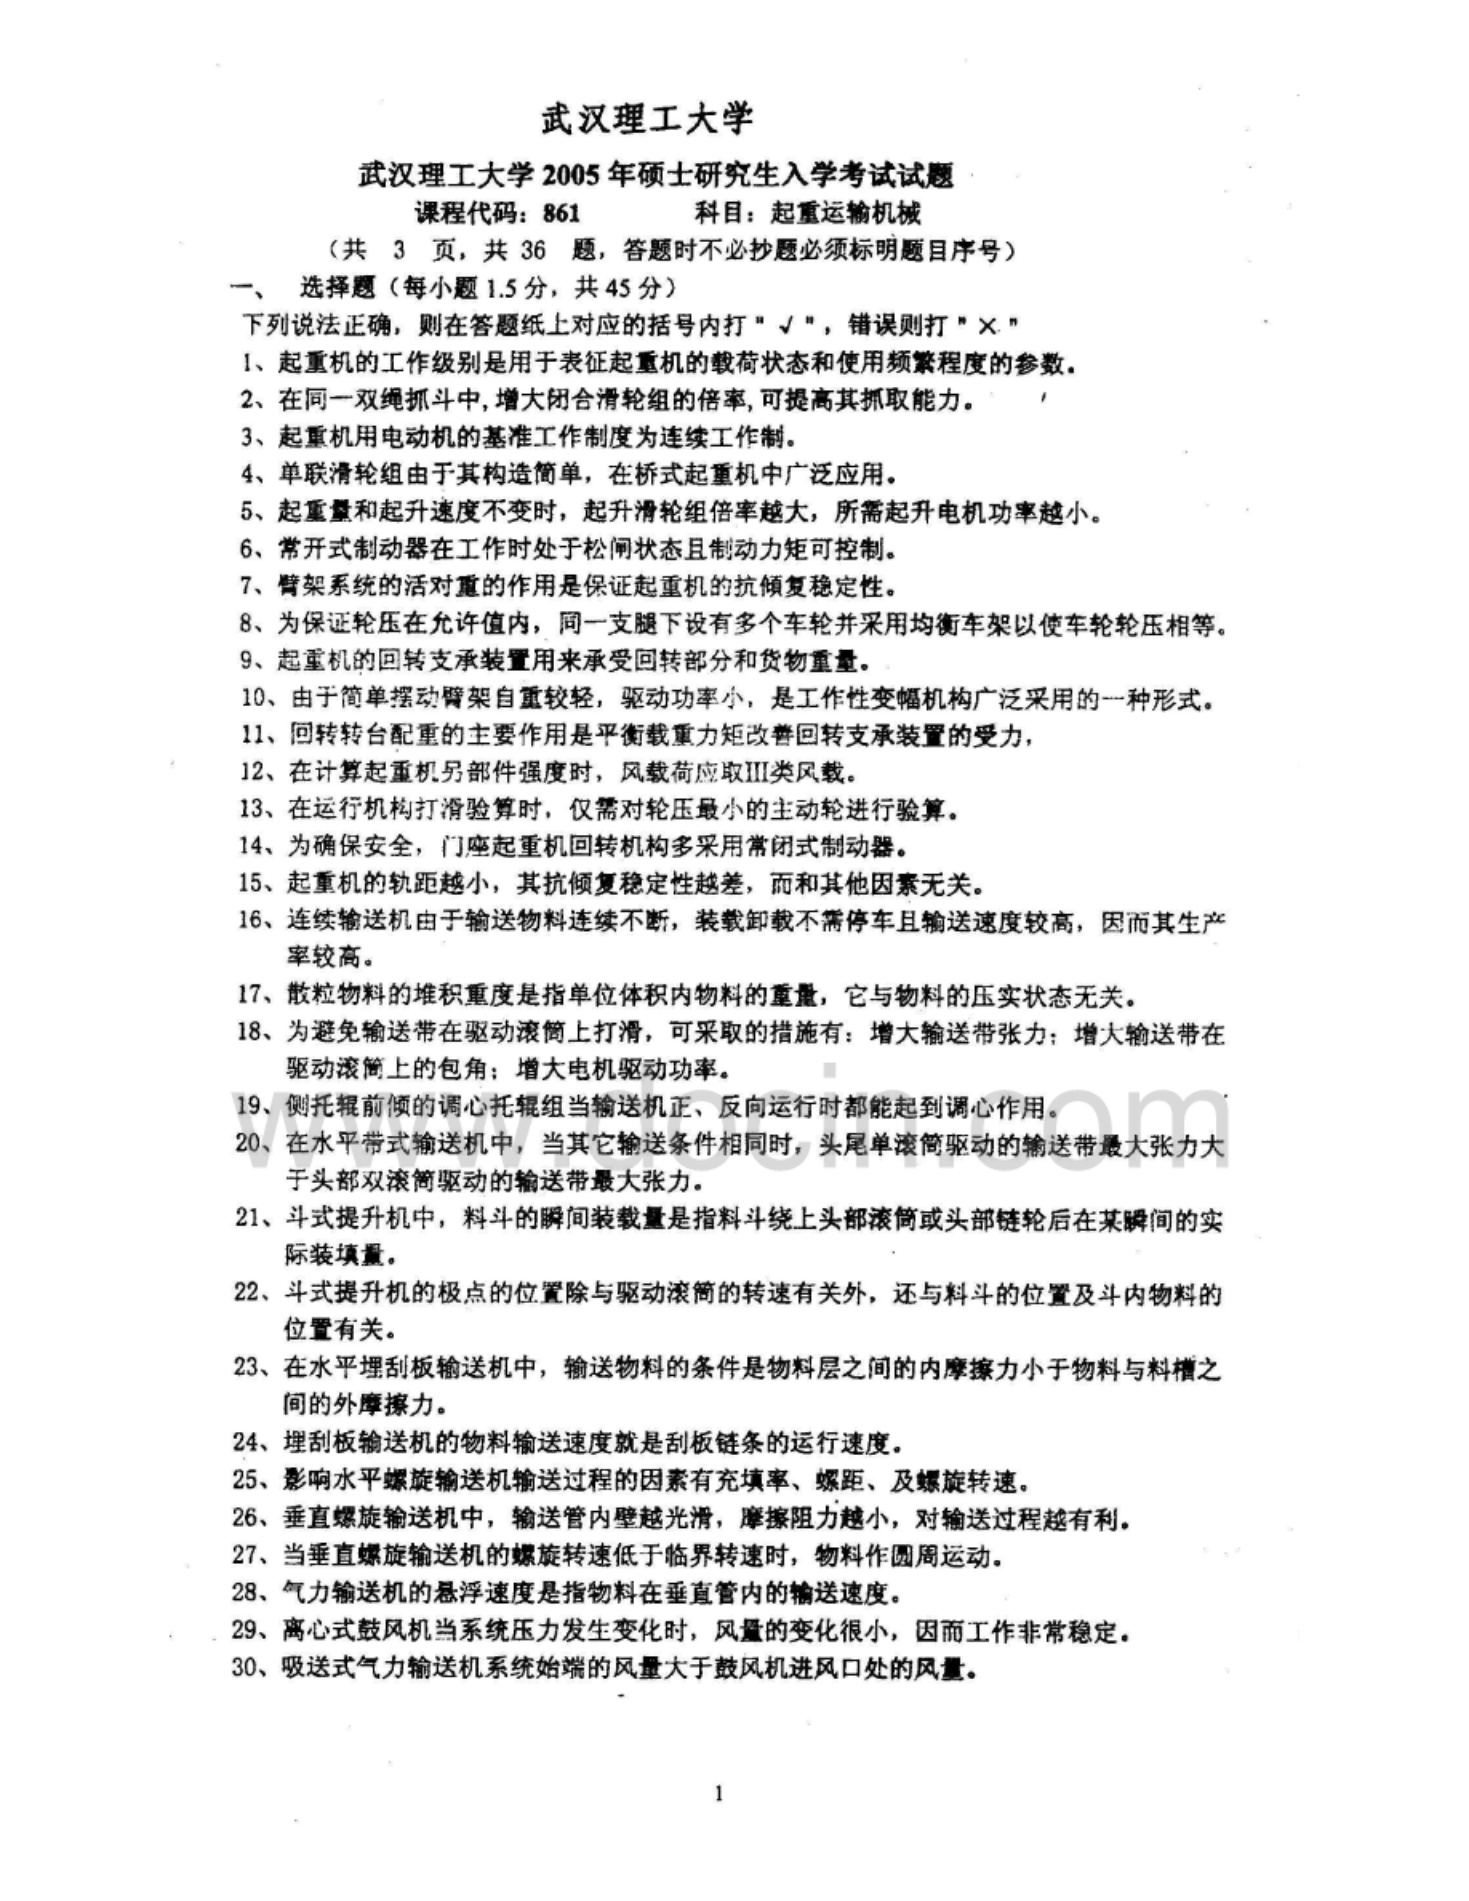 武汉理工大学
武汉理工大学 2005 年硕士研究生入学考试试题
课程代码：861 科目：起重运输机械
（共 3 页，共 36 题，答题时不必抄题必须标明题目序号）
一、 选择题（每小题 1.5 分，共 45 分）
下列说法正确，则在答题纸上对应的括号内打 " √ " ，错误则打 " × "
1、起重机的工作级别是用于表征起重机的载荷状态和使用频繁程度的参数。
2、在同一双绳抓斗中,增大闭合滑轮组的倍率,可提高其抓取能力。
3、起重机用电动机的基准工作制度为连续工作制。
4、单联滑轮组由于其构造简单，在桥式起重机中广泛应用。
5、起重量和起升速度不变时，起升滑轮组倍率越大，所需起升电机功率越小。
6、常开式制动器在工作时处于松闸状态且制动力矩可控制。
7、臂架系统的活对重的作用是保证起重机的抗倾复稳定性。
8、为保证轮压在允许值内，同一支腿下设有多个车轮并采用均衡车架以使车轮轮压相等。
9、起重机的回转支承装置用来承受回转部分和货物重量。
10、由于简单摆动臂架自重较轻，驱动功率小，是工作性变幅机构广泛采用的一种形式。
11、回转转台配重的主要作用是平衡载重力矩改善回转支承装置的受力，
12、在计算起重机另部件强度时，风载荷应取III类风载。
13、在运行机构打滑验算时，仅需对轮压最小的主动轮进行验算。
14、为确保安全，门座起重机回转机构多采用常闭式制动器。
15、起重机的轨距越小，其抗倾复稳定性越差，而和其他因素无关。
16、连续输送机由于输送物料连续不断，装载卸载不需停车且输送速度较高，因而其生产
率较高。
17、散粒物料的堆积重度是指单位体积内物料的重量，它与物料的压实状态无关。
18、为避免输送带在驱动滚筒上打滑，可采取的措施有：增大输送带张力；增大输送带在
驱动滚筒上的包角；增大电机驱动功率。
www.docin.com
19、侧托辊前倾的调心托辊组当输送机正、反向运行时都能起到调心作用。
20、在水平带式输送机中，当其它输送条件相同时，头尾单滚筒驱动的输送带最大张力大
于头部双滚筒驱动的输送带最大张力。
21、斗式提升机中，料斗的瞬间装载量是指料斗绕上头部滚筒或头部链轮后在某瞬间的实
际装填量。
22、斗式提升机的极点的位置除与驱动滚筒的转速有关外，还与料斗的位置及斗内物料的
位置有关。
23、在水平埋刮板输送机中，输送物料的条件是物料层之间的内摩擦力小于物料与料槽之
间的外摩擦力。
24、埋刮板输送机的物料输送速度就是刮板链条的运行速度。
25、影响水平螺旋输送机输送过程的因素有充填率、螺距、及螺旋转速。
26、垂直螺旋输送机中，输送管内壁越光滑，摩擦阻力越小，对输送过程越有利。
27、当垂直螺旋输送机的螺旋转速低于临界转速时，物料作圆周运动。
28、气力输送机的悬浮速度是指物料在垂直管内的输送速度。
29、离心式鼓风机当系统压力发生变化时，风量的变化很小，因而工作非常稳定。
30、吸送式气力输送机系统始端的风量大于鼓风机进风口处的风量。
1